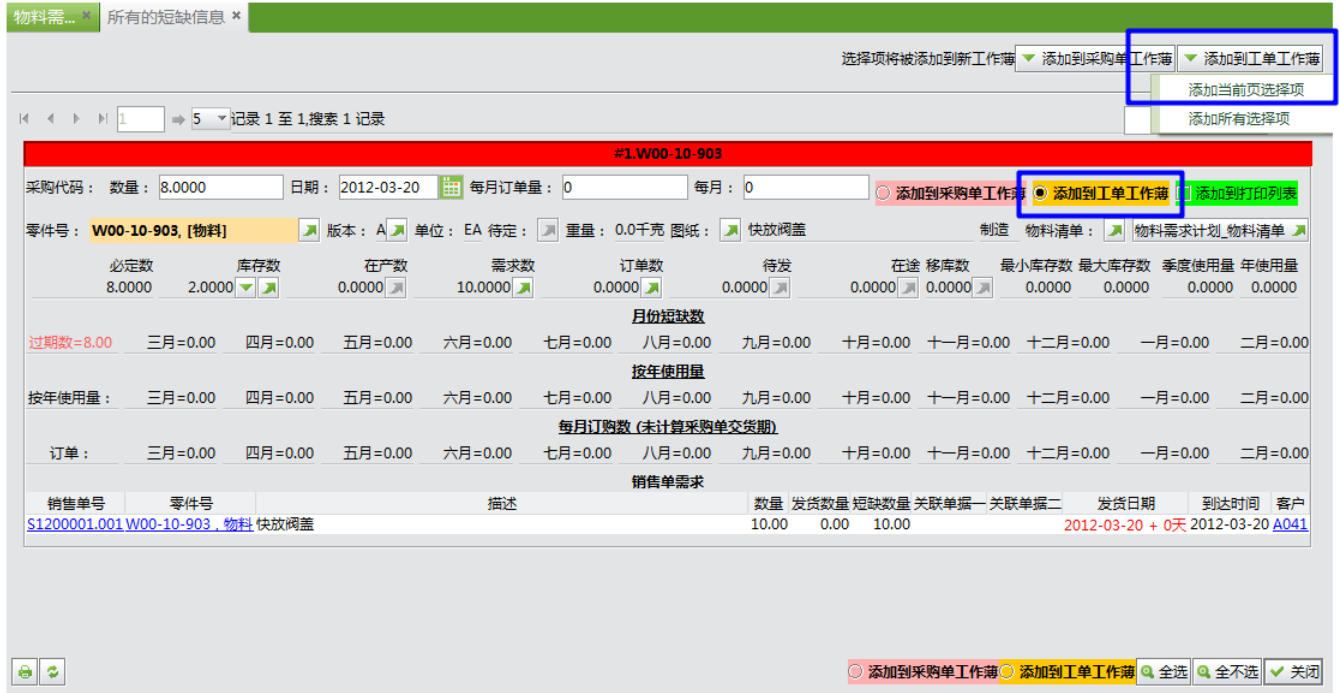 物料需... × 所有的短缺信息 ×
选择项将被添加到新工作薄 添加到采购单工作薄 添加到工单工作薄
添加当前页选择项
1 5 记录 1 至 1,搜索 1 记录
添加所有选择项
#1.W00-10-903
采购代码： 数量： 8.0000 日期： 2012-03-20 每月订单量： 0 每月： 0 添加到采购单工作薄 添加到工单工作薄 添加到打印列表
零件号： W00-10-903, [物料] 版本： A 单位： EA 待定： 重量： 0.0千克 图纸： 快放阀盖 制造 物料清单： 物料需求计划_物料清单
必定数 库存数 在产数 需求数 订单数 待发 在途 移库数 最小库存数 最大库存数 季度使用量 年使用量
8.0000 2.0000 0.0000 10.0000 0.0000 0.0000 0.0000 0.0000 0.0000 0.0000 0.0000 0.0000
月份短缺数
过期数=8.00 三月=0.00 四月=0.00 五月=0.00 六月=0.00 七月=0.00 八月=0.00 九月=0.00 十月=0.00 十一月=0.00 十二月=0.00 一月=0.00 二月=0.00
按年使用量
按年使用量： 三月=0.00 四月=0.00 五月=0.00 六月=0.00 七月=0.00 八月=0.00 九月=0.00 十月=0.00 十一月=0.00 十二月=0.00 一月=0.00 二月=0.00
每月订购数 (未计算采购单交货期)
订单： 三月=0.00 四月=0.00 五月=0.00 六月=0.00 七月=0.00 八月=0.00 九月=0.00 十月=0.00 十一月=0.00 十二月=0.00 一月=0.00 二月=0.00
销售单需求
销售单号 零件号 描述 数量 发货数量 短缺数量 关联单据一 关联单据二 发货日期 到达时间 客户
S1200001.001 W00-10-903 , 物料 快放阀盖 10.00 0.00 10.00 2012-03-20 + 0天 2012-03-20 A041
添加到采购单工作薄 添加到工单工作薄 全选 全不选 关闭